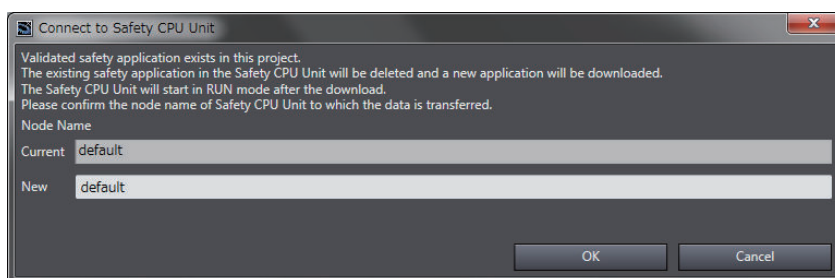 Connect to Safety CPU Unit
Validated safety application exists in this project.
The existing safety application in the Safety CPU Unit will be deleted and a new application will be downloaded.
The Safety CPU Unit will start in RUN mode after the download.
Please confirm the node name of Safety CPU Unit to which the data is transferred.
Node Name
Current default
New default
OK Cancel